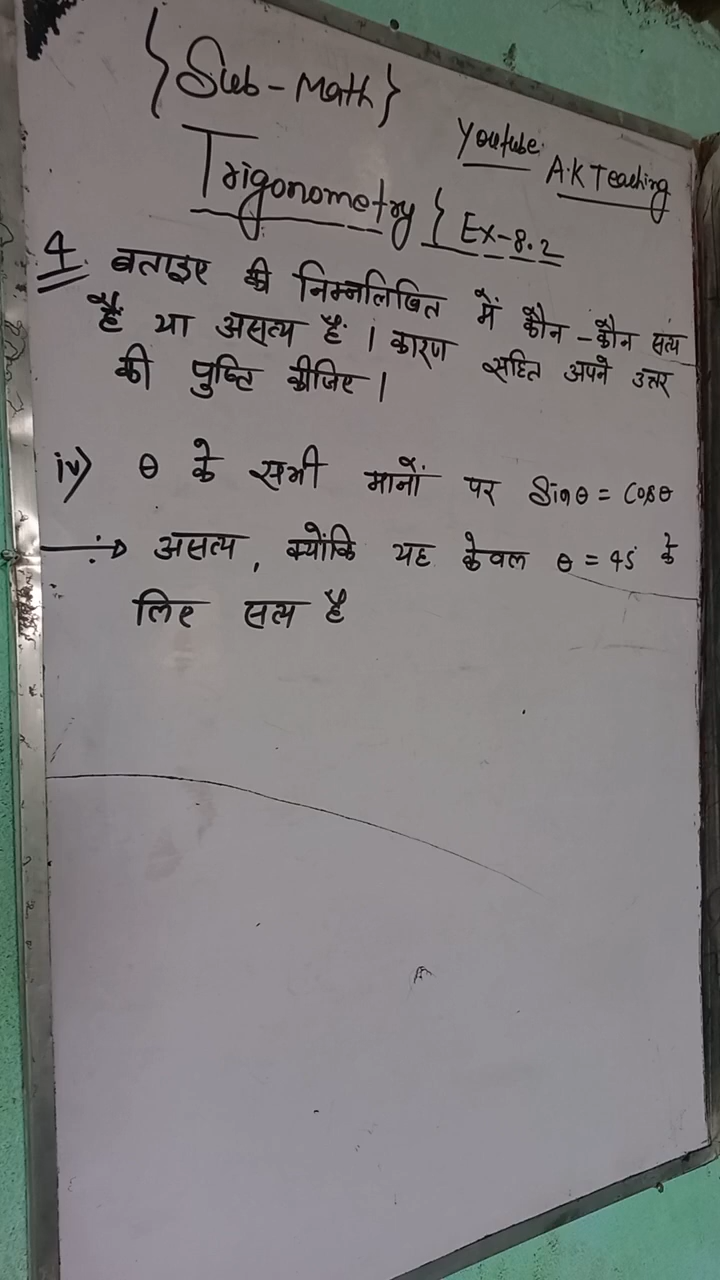 {Sub-Math}
Youtube: A.K Teaching
Trigonometry } Ex-8.2
4. बताइए की निम्नलिखित में कौन-कौन सत्य
हैं या असत्य हैं। कारण सहित अपने उत्तर
की पुष्टि कीजिए।
iv) θ के सभी मानों पर Sinθ = Cosθ
असत्य, क्योंकि यह केवल θ = 45° के
लिए सत्य है